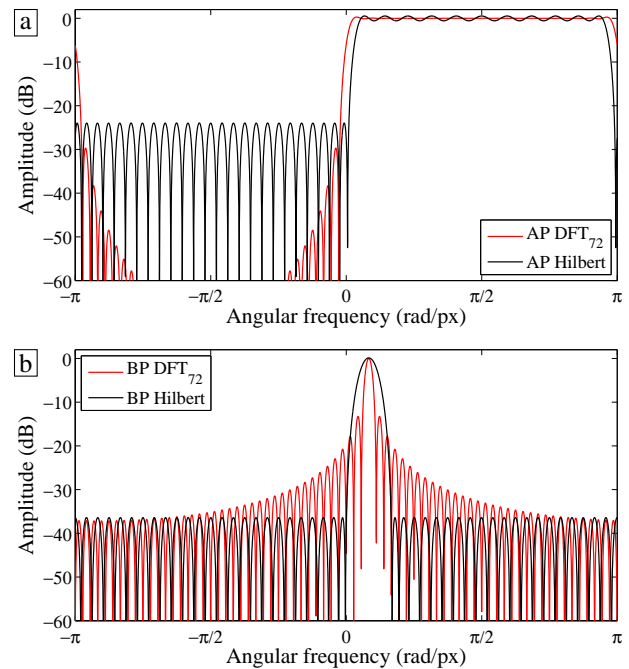 a
0
−10
−20
−30
−40
−50
−60
Amplitude (dB)
AP DFT72
AP Hilbert
−π
−π/2
0
π/2
π
Angular frequency (rad/px)
b
0
−10
−20
−30
−40
−50
−60
Amplitude (dB)
BP DFT72
BP Hilbert
−π
−π/2
0
π/2
π
Angular frequency (rad/px)